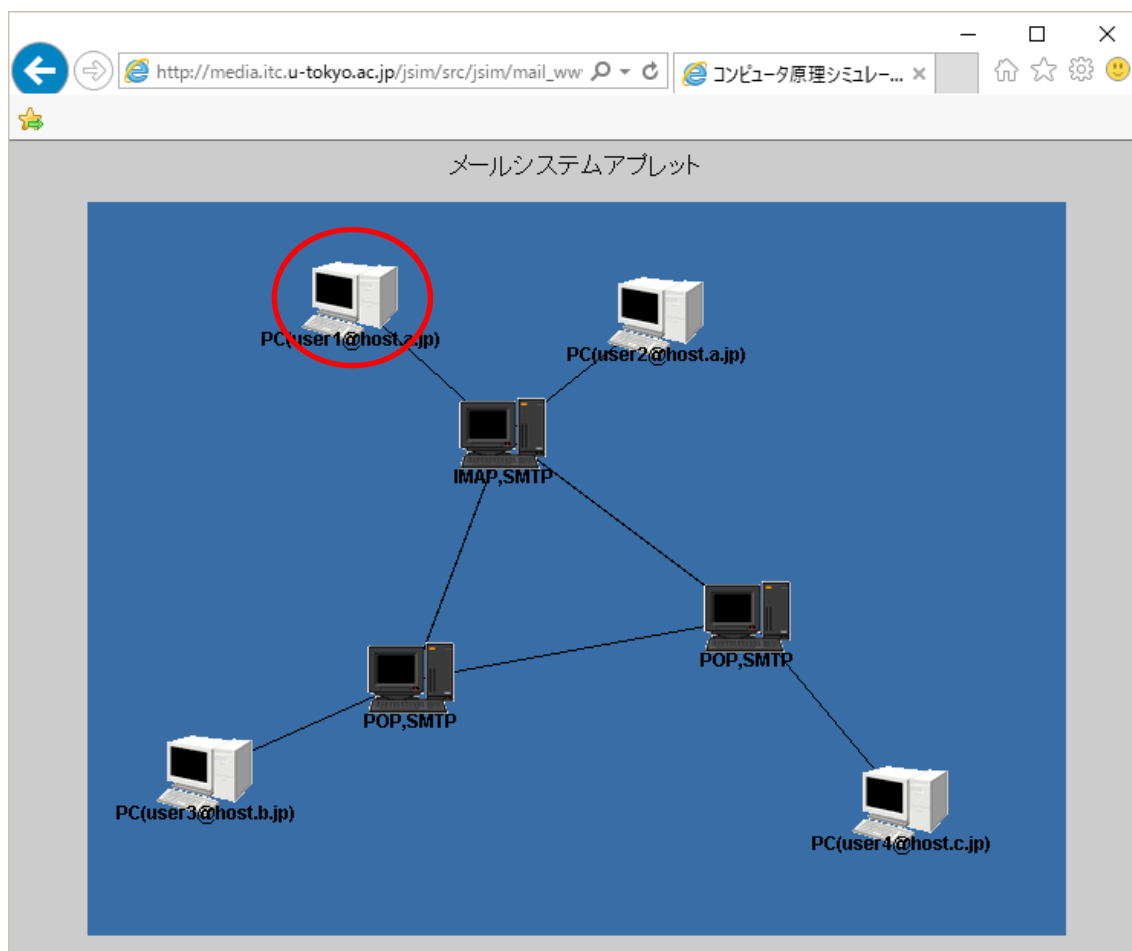 http://media.itc.u-tokyo.ac.jp/jsim/src/jsim/mail_ww
コンピュータ原理シミュレー...
メールシステムアプレット
PC(user1@host.a.jp)
PC(user2@host.a.jp)
IMAP,SMTP
POP,SMTP
POP,SMTP
PC(user3@host.b.jp)
PC(user4@host.c.jp)